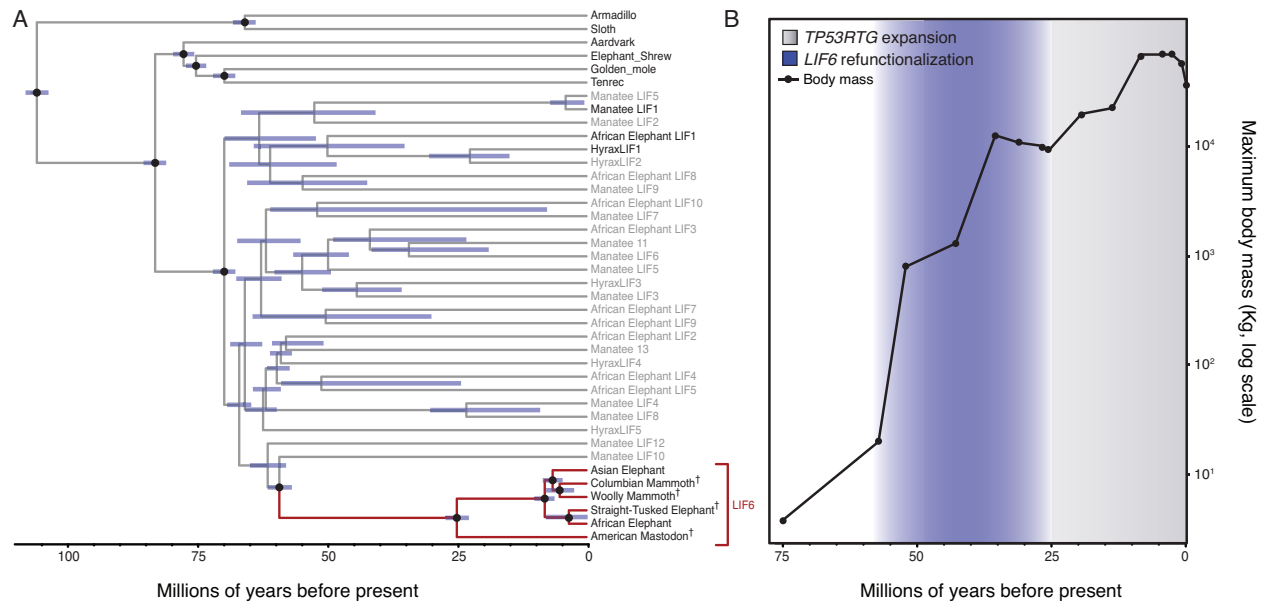 A
Armadillo
Sloth
Aardvark
Elephant_Shrew
Golden_mole
Tenrec
Manatee LIF5
Manatee LIF1
Manatee LIF2
African Elephant LIF1
HyraxLIF1
HyraxLIF2
African Elephant LIF8
Manatee LIF9
African Elephant LIF10
Manatee LIF7
African Elephant LIF3
Manatee 11
Manatee LIF6
Manatee LIF5
HyraxLIF3
Manatee LIF3
African Elephant LIF7
African Elephant LIF9
African Elephant LIF2
Manatee 13
HyraxLIF4
African Elephant LIF4
African Elephant LIF5
Manatee LIF4
Manatee LIF8
HyraxLIF5
Manatee LIF12
Manatee LIF10
Asian Elephant
Columbian Mammoth†
Woolly Mammoth†
Straight-Tusked Elephant†
African Elephant
American Mastodon†
LIF6
100 75 50 25 0
Millions of years before present
B
TP53RTG expansion
LIF6 refunctionalization
Body mass
10⁴
10³
10²
10¹
Maximum body mass (Kg, log scale)
75 50 25 0
Millions of years before present